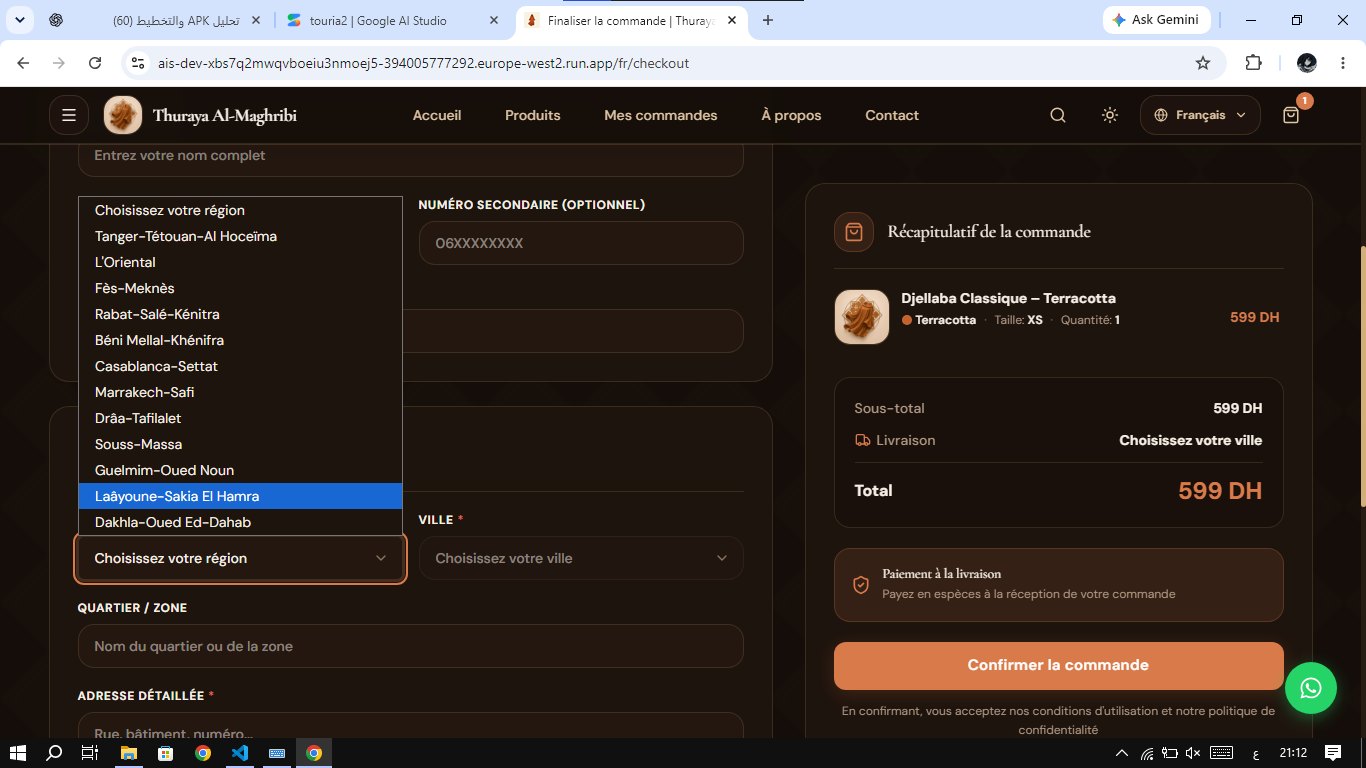 تحليل APK والتخطيط (60)
touria2 | Google AI Studio
Finaliser la commande | Thuraya
Ask Gemini
ais-dev-xbs7q2mwqvboeiu3nmoej5-394005777292.europe-west2.run.app/fr/checkout
Thuraya Al-Maghribi
Accueil
Produits
Mes commandes
À propos
Contact
Français
1
Entrez votre nom complet
NUMÉRO SECONDAIRE (OPTIONNEL)
06XXXXXXXX
Choisissez votre région
Tanger-Tétouan-Al Hoceïma
L'Oriental
Fès-Meknès
Rabat-Salé-Kénitra
Béni Mellal-Khénifra
Casablanca-Settat
Marrakech-Safi
Drâa-Tafilalet
Souss-Massa
Guelmim-Oued Noun
Laâyoune-Sakia El Hamra
Dakhla-Oued Ed-Dahab
Choisissez votre région
VILLE *
Choisissez votre ville
QUARTIER / ZONE
Nom du quartier ou de la zone
ADRESSE DÉTAILLÉE *
Rue, bâtiment, numéro...
Récapitulatif de la commande
Djellaba Classique – Terracotta
Terracotta · Taille: XS · Quantité: 1
599 DH
Sous-total 599 DH
Livraison Choisissez votre ville
Total 599 DH
Paiement à la livraison
Payez en espèces à la réception de votre commande
Confirmer la commande
En confirmant, vous acceptez nos conditions d'utilisation et notre politique de
confidentialité
ع
21:12